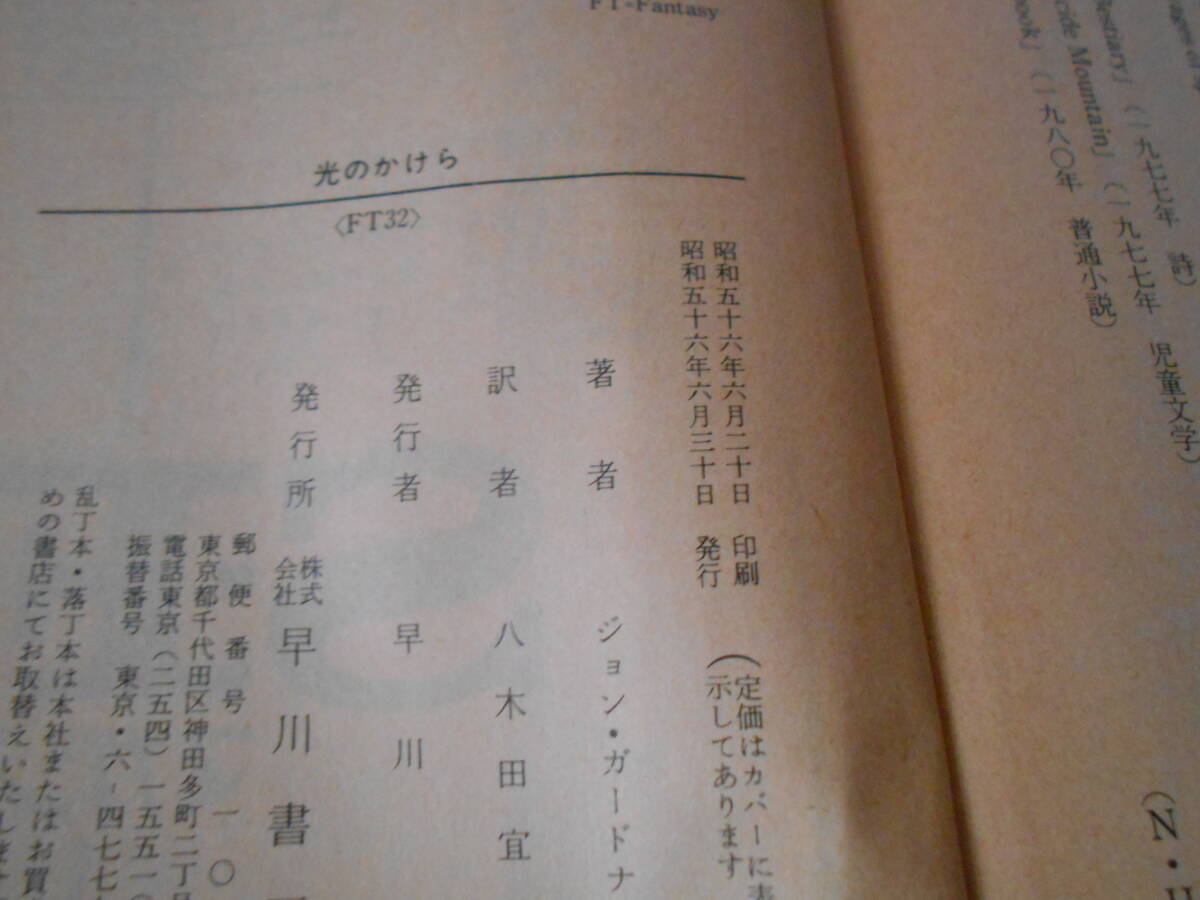 FT=Fantasy
光のかけら
〈FT32〉
昭和五十六年六月二十日 印刷
昭和五十六年六月三十日 発行
(定価はカバーに表
示してあります
著者 ジョン・ガードナ
訳者 八木田宜
発行者 早川
発行所 株式会社 早川書
郵便番号 一〇
東京都千代田区神田多町二丁目
電話東京(二五四)一五五一(
振替番号 東京・六-四七七
乱丁本・落丁本は本社またはお買
めの書店にてお取替えいたしま
Bestiary」(一九七七年 詩)
Mountain」(一九七七年 児童文学)
book」(一九八〇年 普通小説)
(N・H